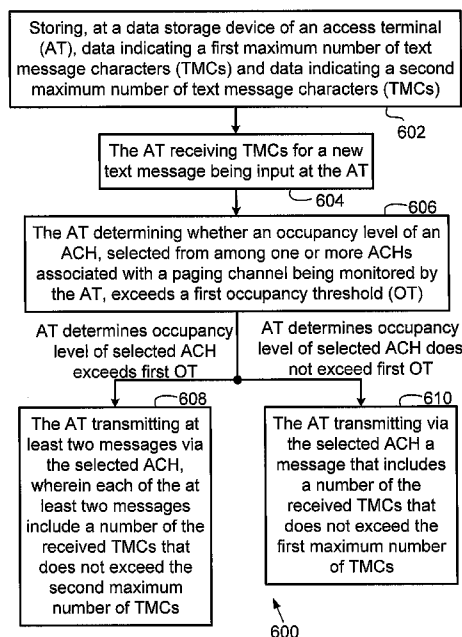 Storing, at a data storage device of an access terminal
(AT), data indicating a first maximum number of text
message characters (TMCs) and data indicating a second
maximum number of text message characters (TMCs)
602
The AT receiving TMCs for a new
text message being input at the AT
604
606
The AT determining whether an occupancy level of an
ACH, selected from among one or more ACHs
associated with a paging channel being monitored by
the AT, exceeds a first occupancy threshold (OT)
AT determines occupancy
level of selected ACH
exceeds first OT
AT determines occupancy
level of selected ACH does
not exceed first OT
608
The AT transmitting at
least two messages via
the selected ACH,
wherein each of the at
least two messages
include a number of the
received TMCs that
does not exceed the
second maximum
number of TMCs
610
The AT transmitting via
the selected ACH a
message that includes
a number of the
received TMCs that
does not exceed the
first maximum number
of TMCs
600